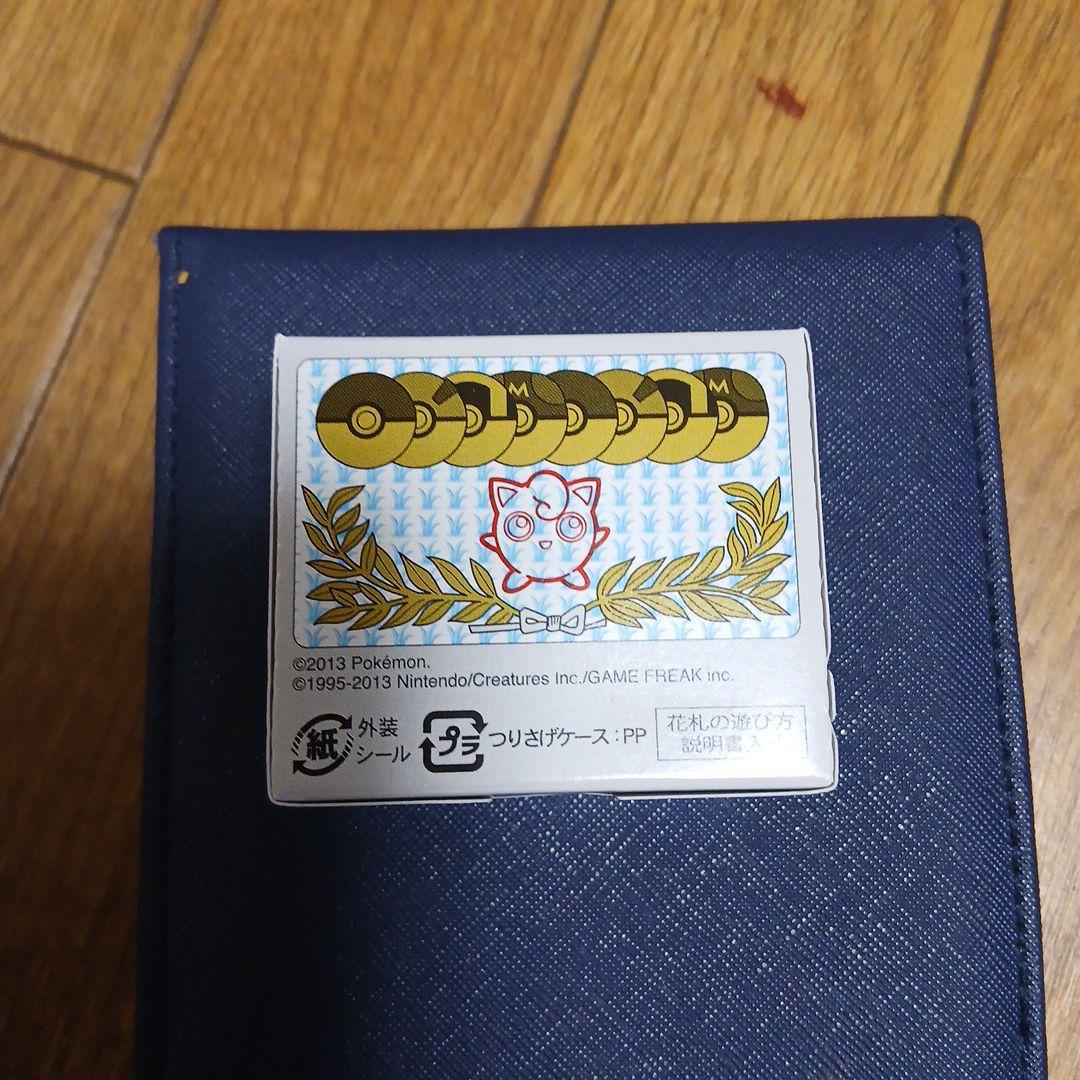 M
M
©2013 Pokémon.
©1995-2013 Nintendo/Creatures Inc./GAME FREAK inc.
紙 外装シール
プラ つりさげケース：PP
花札の遊び方
説明書入り